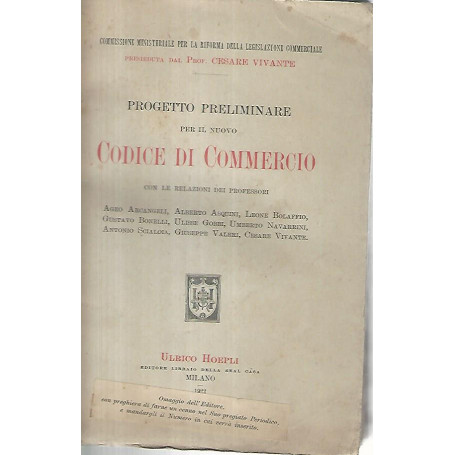 COMMISSIONE MINISTERIALE PER LA RIFORMA DELLA LEGISLAZIONE COMMERCIALE
PRESIEDUTA DAL PROF. CESARE VIVANTE
PROGETTO PRELIMINARE
PER IL NUOVO
CODICE DI COMMERCIO
CON LE RELAZIONI DEI PROFESSORI
AGEO ARCANGELI, ALBERTO ASQUINI, LEONE BOLAFFIO,
GUSTAVO BONELLI, ULISSE GOBBI, UMBERTO NAVARRINI,
ANTONIO SCIALOIA, GIUSEPPE VALERI, CESARE VIVANTE.
ULRICO HOEPLI
EDITORE LIBRAIO DELLA REAL CASA
MILANO
1922
Omaggio dell'Editore,
con preghiera di farne un cenno nel Suo pregiato Periodico,
e mandargli il Numero in cui verrà inserito.